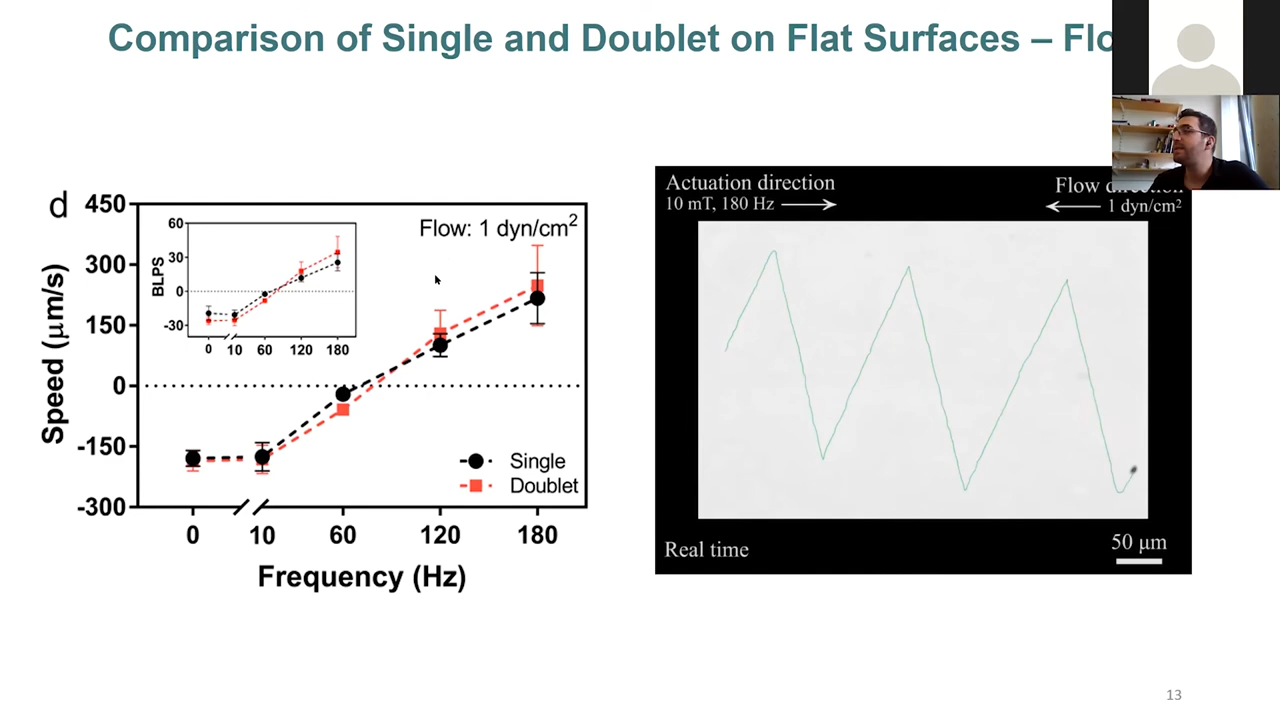 Comparison of Single and Doublet on Flat Surfaces – Flo
d
450
300
150
0
-150
-300
Speed (μm/s)
Flow: 1 dyn/cm²
60
30
0
-30
BLPS
0 10 60 120 180
Single
Doublet
0 10 60 120 180
Frequency (Hz)
Actuation direction
10 mT, 180 Hz
Flow direction
1 dyn/cm²
Real time
50 μm
13